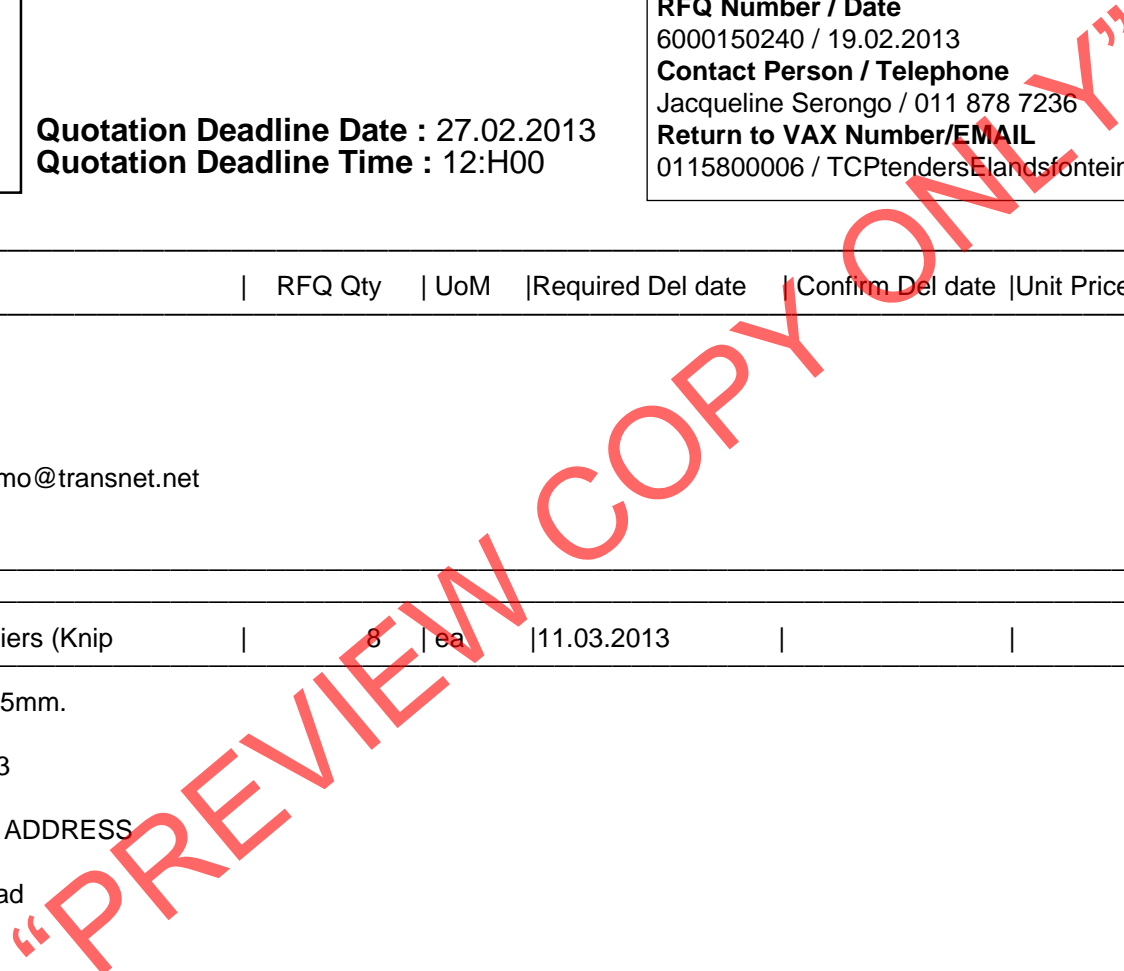 RFQ Number / Date
6000150240 / 19.02.2013
Contact Person / Telephone
Jacqueline Serongo / 011 878 7236
Quotation Deadline Date : 27.02.2013
Return to VAX Number/EMAIL
Quotation Deadline Time : 12:H00
0115800006 / TCPtendersElandsfontein
| RFQ Qty | UoM |Required Del date | Confirm Del date |Unit Price
mo@transnet.net
iers (Knip | 8 | ea |11.03.2013 | |
5mm.
3
ADDRESS
ad
“PREVIEW COPY ONLY”